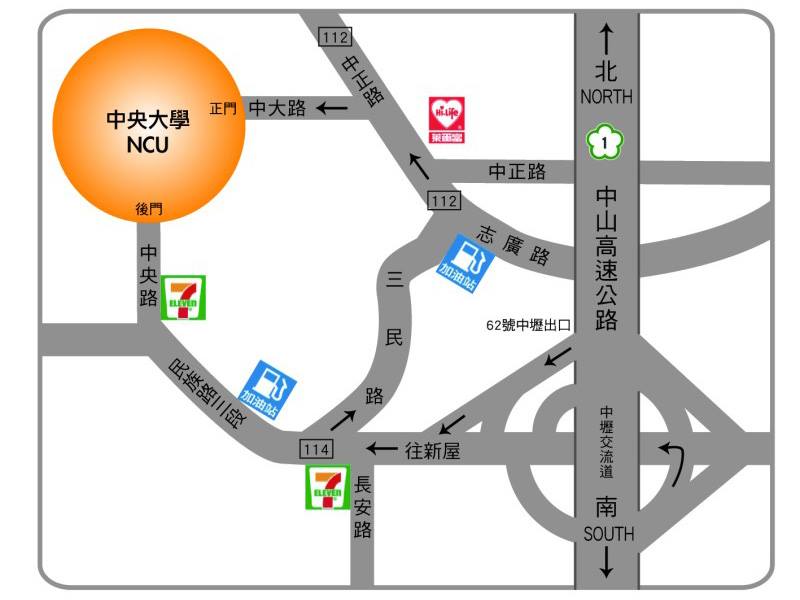 112
中正路
北
NORTH
中央大學
NCU
正門
中大路
Hi-Life
萊爾富
1
中正路
112
後門
中央路
志廣路
加油站
7
ELEVEN
三民路
中山高速公路
62號中壢出口
民族路三段
加油站
114
往新屋
中壢交流道
7
ELEVEN
長安路
南
SOUTH